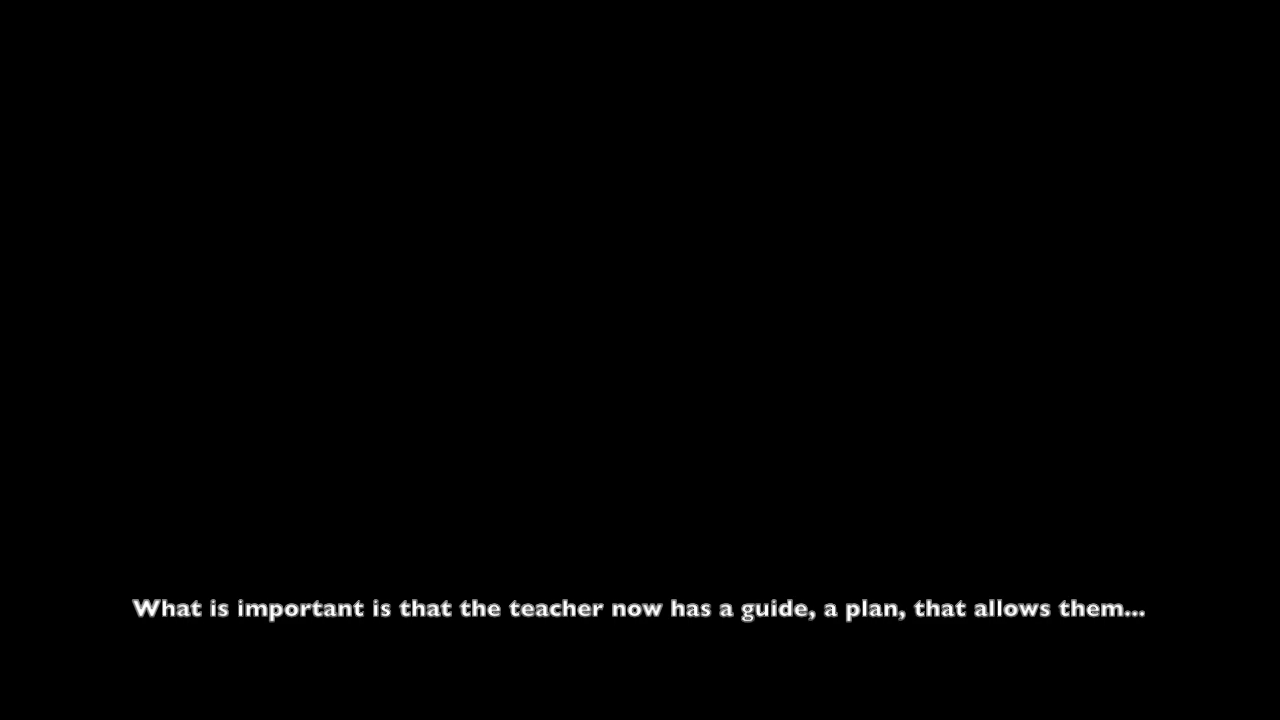 What is important is that the teacher now has a guide, a plan, that allows them...